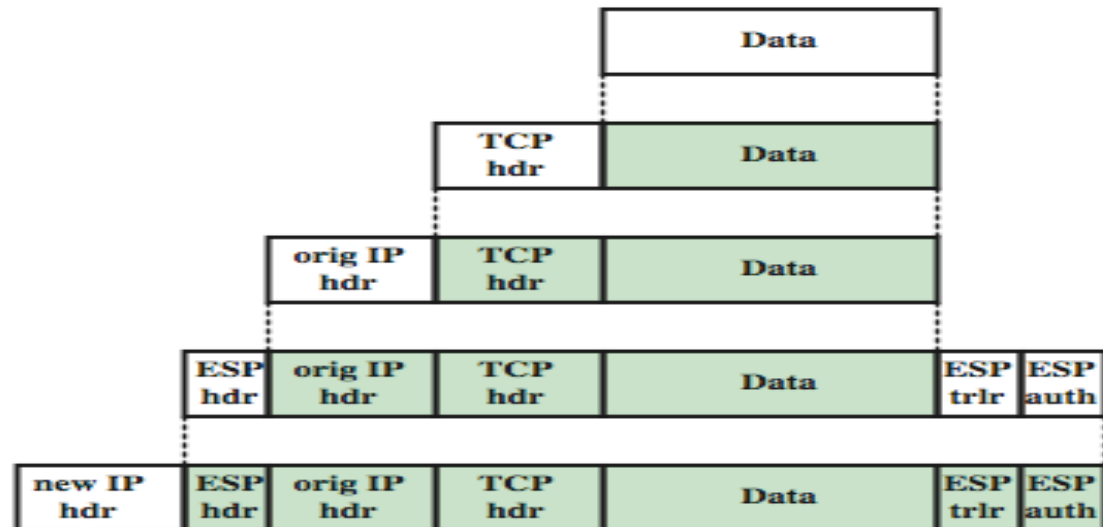 Data
TCP
hdr
Data
orig IP
hdr
TCP
hdr
Data
ESP
hdr
orig IP
hdr
TCP
hdr
Data
ESP
trlr
ESP
auth
new IP
hdr
ESP
hdr
orig IP
hdr
TCP
hdr
Data
ESP
trlr
ESP
auth